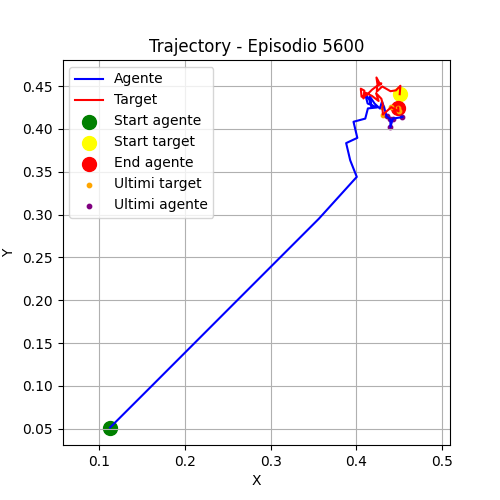 Trajectory - Episodio 5600
Agente
Target
Start agente
Start target
End agente
Ultimi target
Ultimi agente
0.45
0.40
0.35
0.30
0.25
0.20
0.15
0.10
0.05
Y
0.1 0.2 0.3 0.4 0.5
X